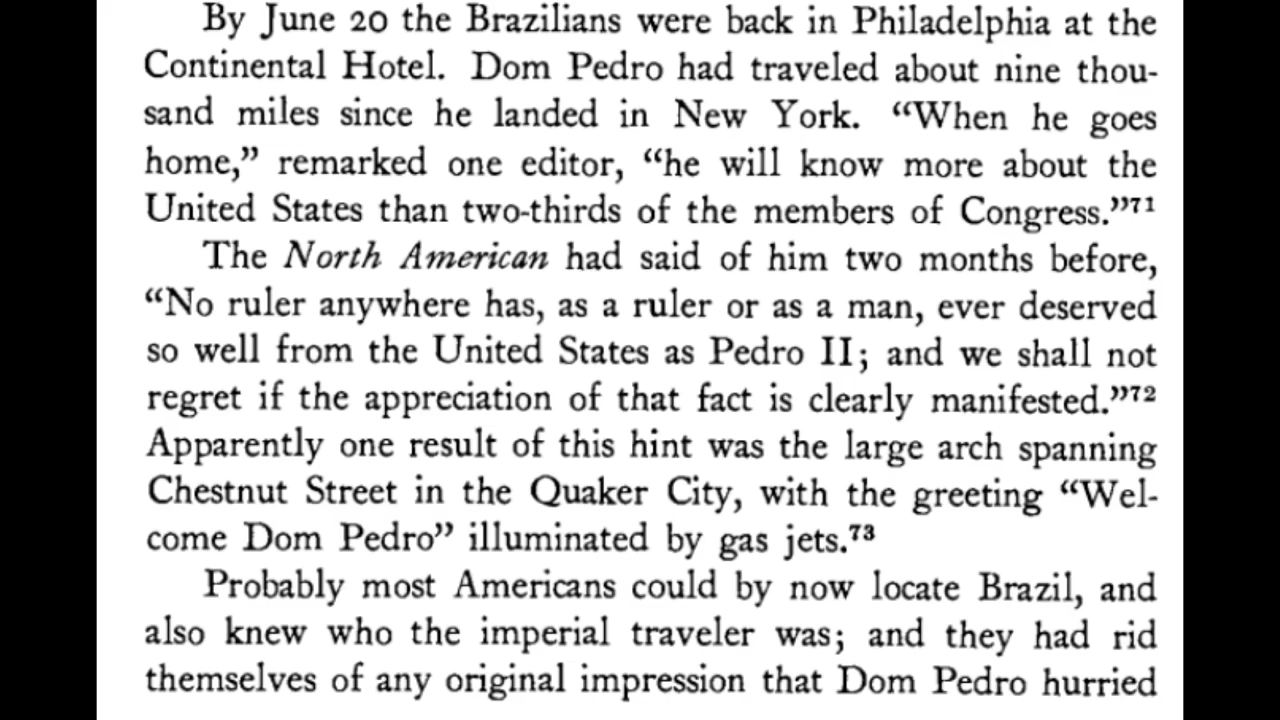 By June 20 the Brazilians were back in Philadelphia at the
Continental Hotel. Dom Pedro had traveled about nine thou-
sand miles since he landed in New York. “When he goes
home,” remarked one editor, “he will know more about the
United States than two-thirds of the members of Congress.”⁷¹
The North American had said of him two months before,
“No ruler anywhere has, as a ruler or as a man, ever deserved
so well from the United States as Pedro II; and we shall not
regret if the appreciation of that fact is clearly manifested.”⁷²
Apparently one result of this hint was the large arch spanning
Chestnut Street in the Quaker City, with the greeting “Wel-
come Dom Pedro” illuminated by gas jets.⁷³
Probably most Americans could by now locate Brazil, and
also knew who the imperial traveler was; and they had rid
themselves of any original impression that Dom Pedro hurried